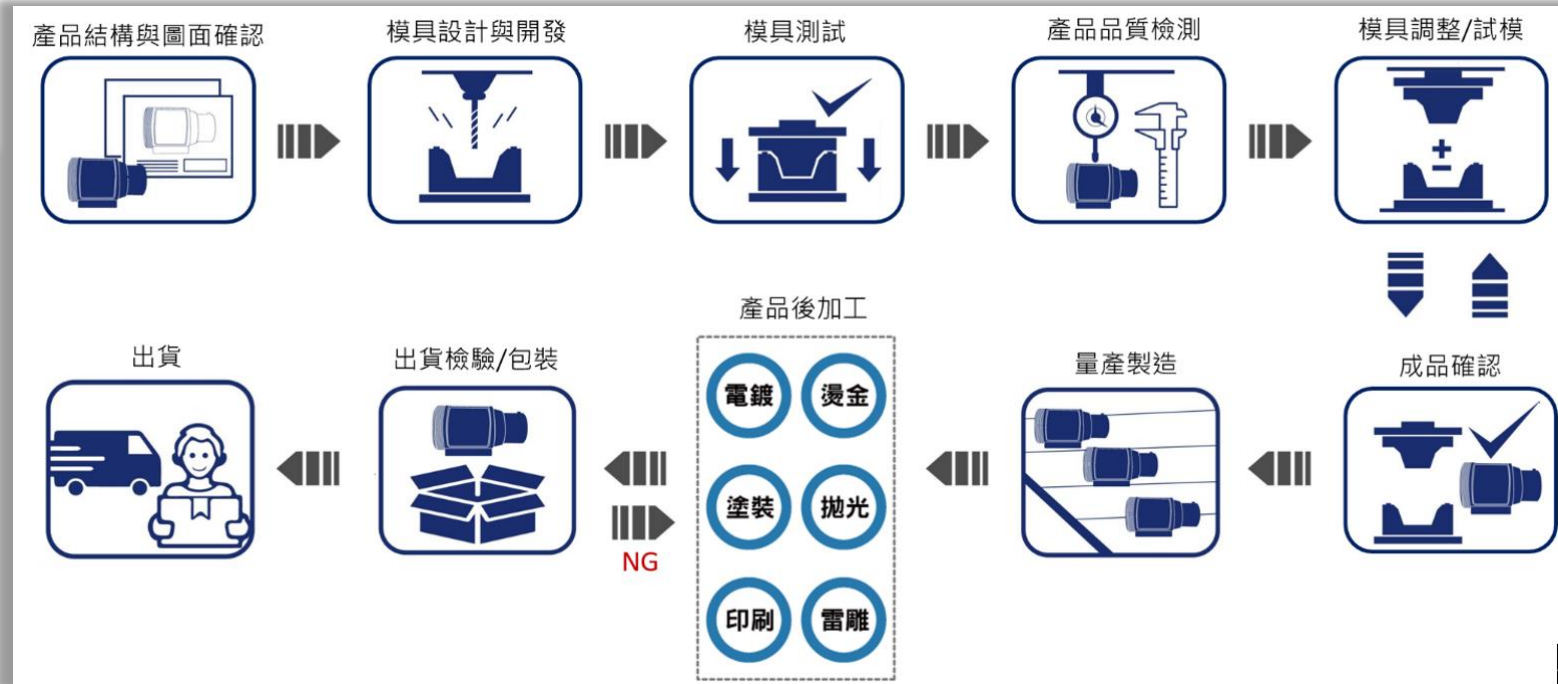 產品結構與圖面確認
模具設計與開發
模具測試
產品品質檢測
模具調整/試模
成品確認
量產製造
產品後加工
電鍍
燙金
塗裝
拋光
印刷
雷雕
NG
出貨檢驗/包裝
出貨